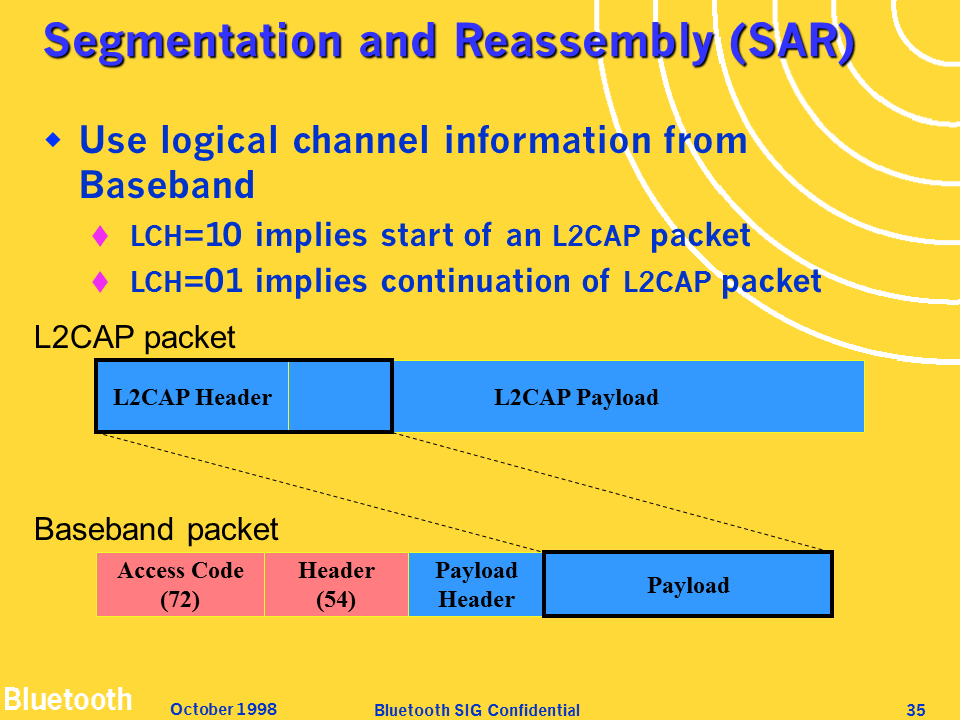 Segmentation and Reassembly (SAR)
Use logical channel information from
Baseband
LCH=10 implies start of an L2CAP packet
LCH=01 implies continuation of L2CAP packet
L2CAP packet
L2CAP Header
L2CAP Payload
Baseband packet
Access Code
(72)
Header
(54)
Payload
Header
Payload
Bluetooth
October 1998
Bluetooth SIG Confidential
35